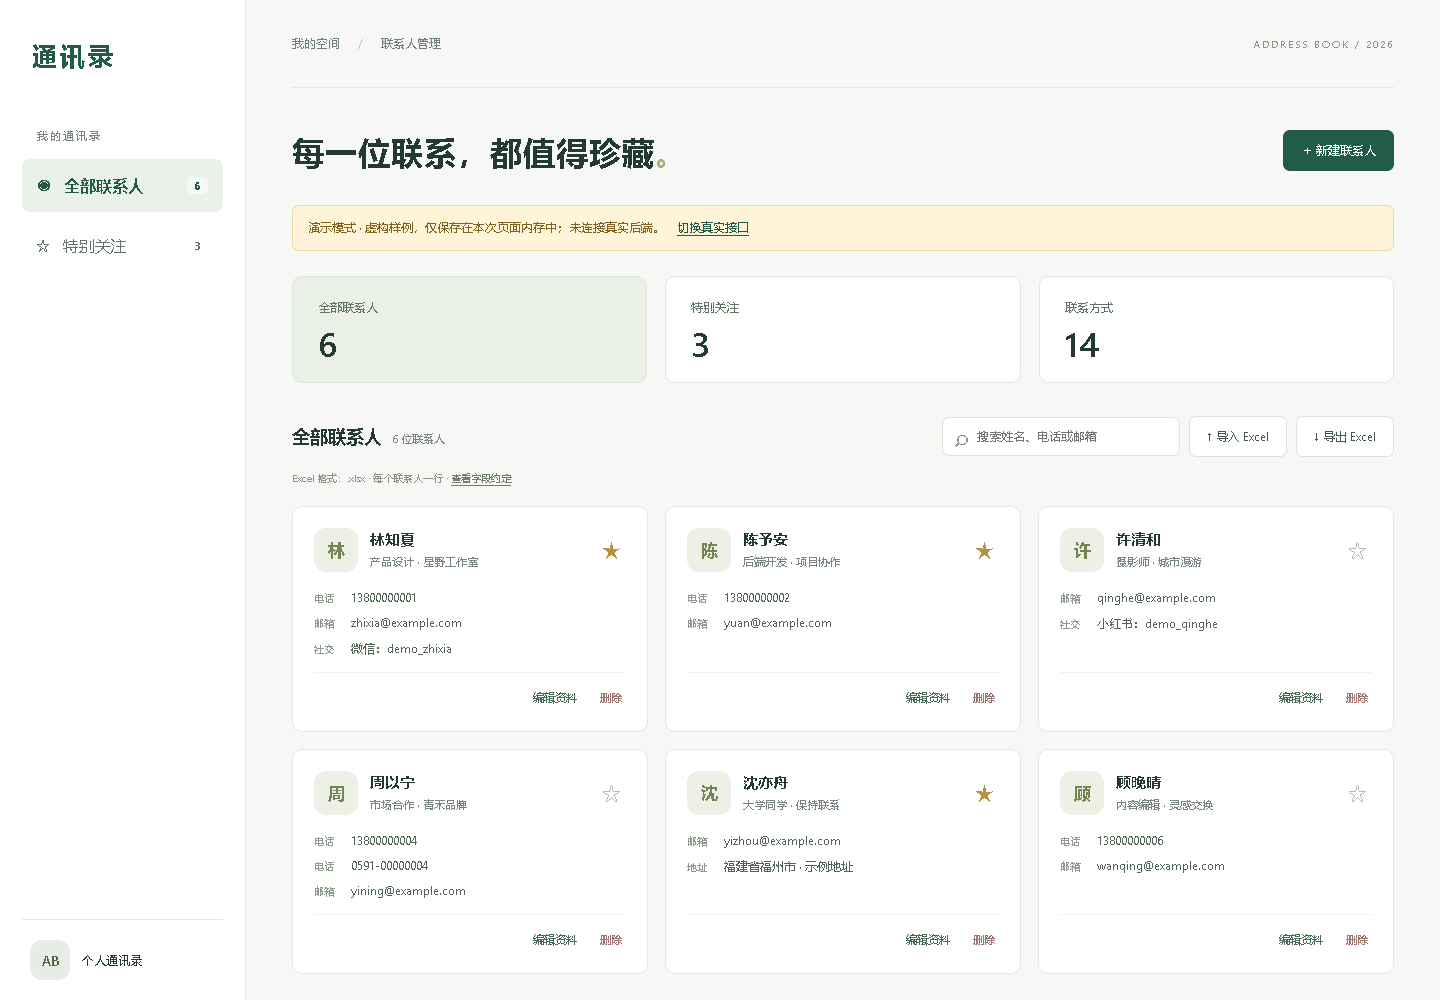 通讯录
我的通讯录
全部联系人 6
☆ 特别关注 3
AB 个人通讯录
我的空间 / 联系人管理
ADDRESS BOOK / 2026
每一位联系，都值得珍藏。
+ 新建联系人
演示模式 · 虚构样例，仅保存在本次页面内存中；未连接真实后端。 切换真实接口
全部联系人
6
特别关注
3
联系方式
14
全部联系人 6 位联系人
搜索姓名、电话或邮箱
↑ 导入 Excel
↓ 导出 Excel
Excel 格式：.xlsx · 每个联系人一行 · 查看字段约定
林
林知夏
产品设计 · 星野工作室
★
电话 13800000001
邮箱 zhixia@example.com
社交 微信：demo_zhixia
编辑资料 删除
陈
陈予安
后端开发 · 项目协作
★
电话 13800000002
邮箱 yuan@example.com
编辑资料 删除
许
许清和
摄影师 · 城市漫游
☆
邮箱 qinghe@example.com
社交 小红书：demo_qinghe
编辑资料 删除
周
周以宁
市场合作 · 青禾品牌
☆
电话 13800000004
电话 0591-00000004
邮箱 yining@example.com
编辑资料 删除
沈
沈亦舟
大学同学 · 保持联系
★
邮箱 yizhou@example.com
地址 福建省福州市 · 示例地址
编辑资料 删除
顾
顾晚晴
内容编辑 · 灵感交换
☆
电话 13800000006
邮箱 wanqing@example.com
编辑资料 删除